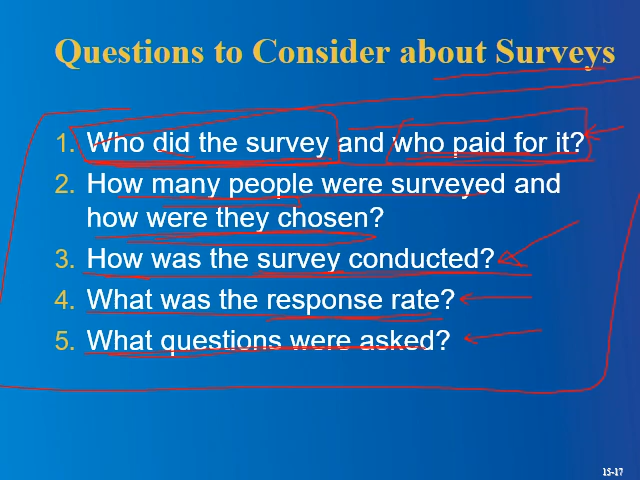 Questions to Consider about Surveys
1. Who did the survey and who paid for it?
2. How many people were surveyed and
how were they chosen?
3. How was the survey conducted?
4. What was the response rate?
5. What questions were asked?
15-17